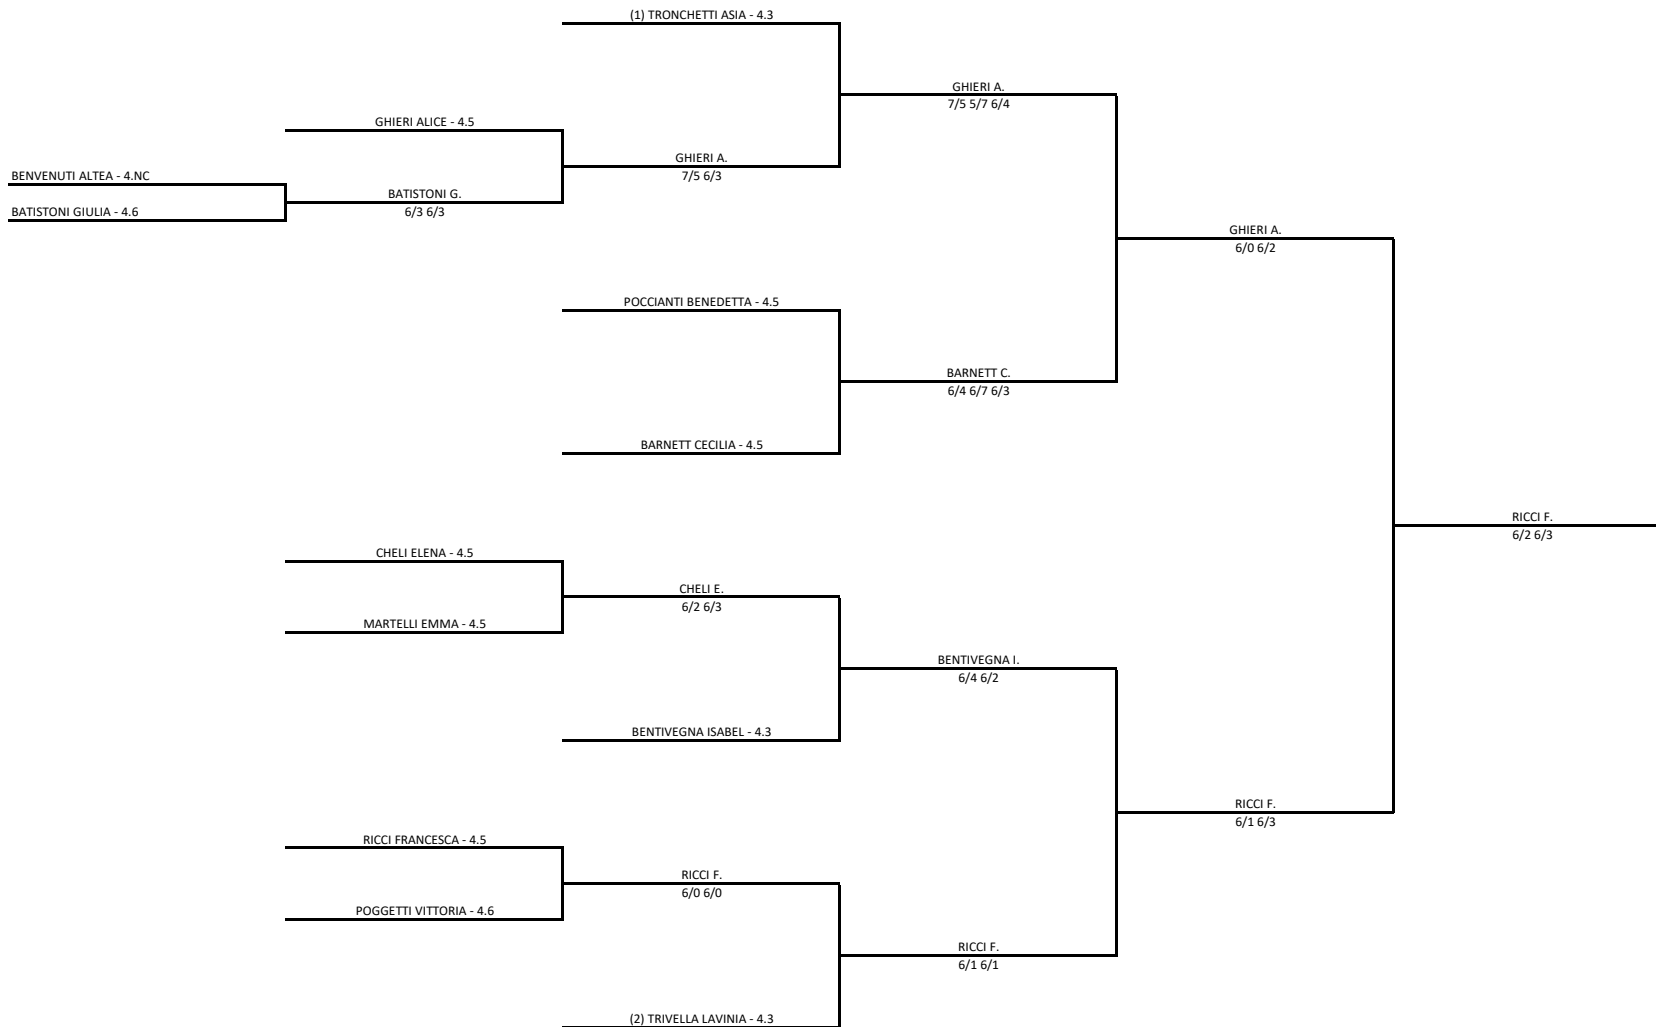 (1) TRONCHETTI ASIA - 4.3
GHIERI A.
7/5 5/7 6/4
GHIERI ALICE - 4.5
GHIERI A.
7/5 6/3
BENVENUTI ALTEA - 4.NC
BATISTONI G.
6/3 6/3
BATISTONI GIULIA - 4.6
GHIERI A.
6/0 6/2
POCCIANTI BENEDETTA - 4.5
BARNETT C.
6/4 6/7 6/3
BARNETT CECILIA - 4.5
RICCI F.
6/2 6/3
CHELI ELENA - 4.5
CHELI E.
6/2 6/3
MARTELLI EMMA - 4.5
BENTIVEGNA I.
6/4 6/2
BENTIVEGNA ISABEL - 4.3
RICCI F.
6/1 6/3
RICCI FRANCESCA - 4.5
RICCI F.
6/0 6/0
POGGETTI VITTORIA - 4.6
RICCI F.
6/1 6/1
(2) TRIVELLA LAVINIA - 4.3